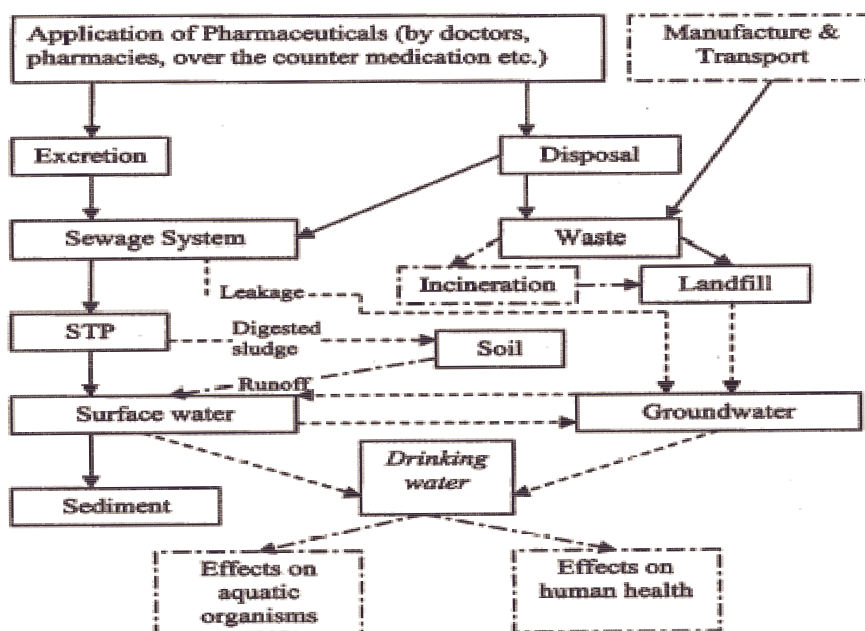 Application of Pharmaceuticals (by doctors,
pharmacies, over the counter medication etc.)
Manufacture &
Transport
Excretion
Disposal
Sewage System
Waste
Incineration
Landfill
Leakage
STP
Digested
sludge
Soil
Runoff
Surface water
Groundwater
Drinking
water
Sediment
Effects on
aquatic
organisms
Effects on
human health